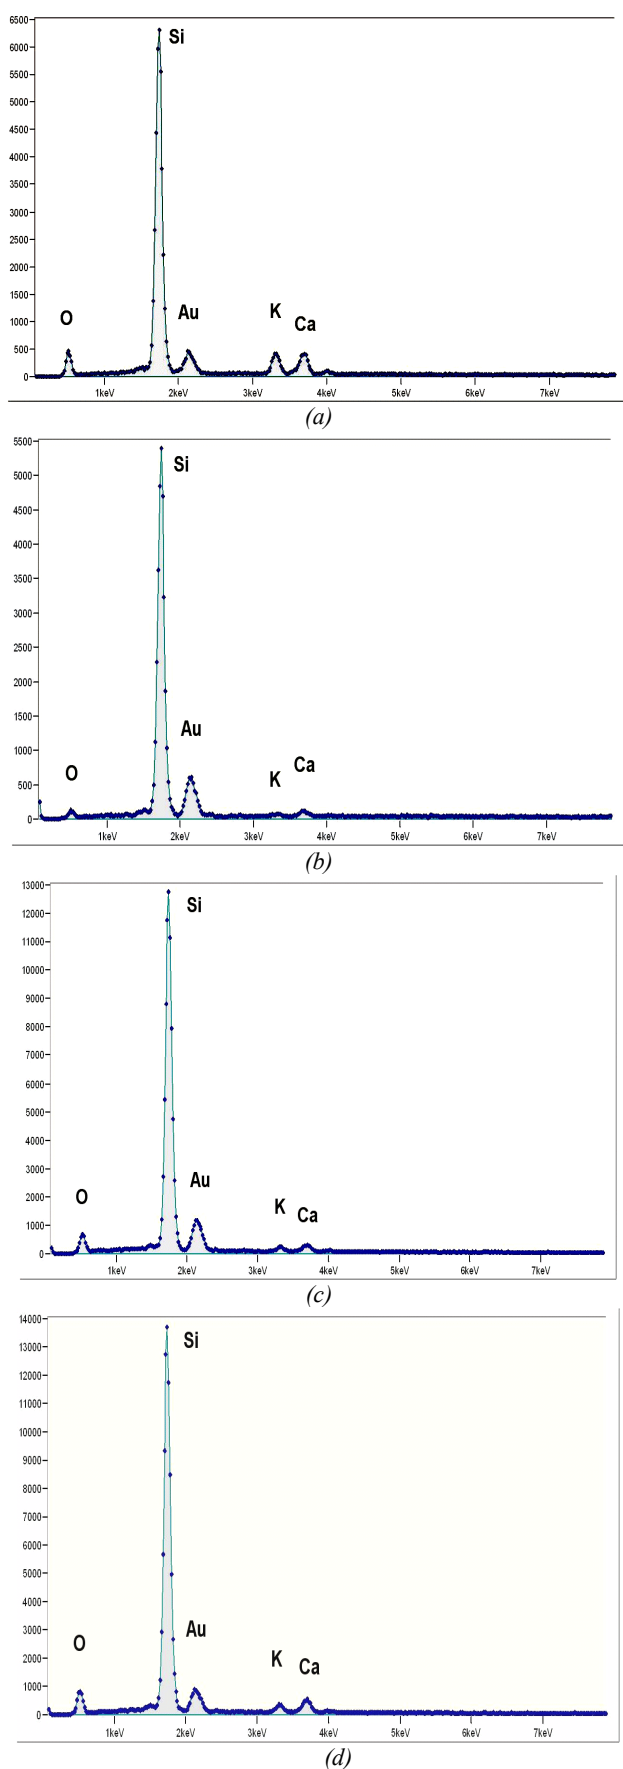 6500
6000
Si
5500
5000
4500
4000
3500
3000
2500
2000
1500
1000
O
Au
K
Ca
500
0
1keV 2keV 3keV 4keV 5keV 6keV 7keV
(a)
5500
5000
Si
4500
4000
3500
3000
2500
2000
1500
Au
1000
O
K
Ca
500
0
1keV 2keV 3keV 4keV 5keV 6keV 7keV
(b)
13000
12000
Si
11000
10000
9000
8000
7000
6000
5000
4000
3000
2000
O
Au
K
Ca
1000
0
1keV 2keV 3keV 4keV 5keV 6keV 7keV
(c)
14000
13000
Si
12000
11000
10000
9000
8000
7000
6000
5000
4000
3000
O
Au
K
Ca
2000
1000
0
1keV 2keV 3keV 4keV 5keV 6keV 7keV
(d)